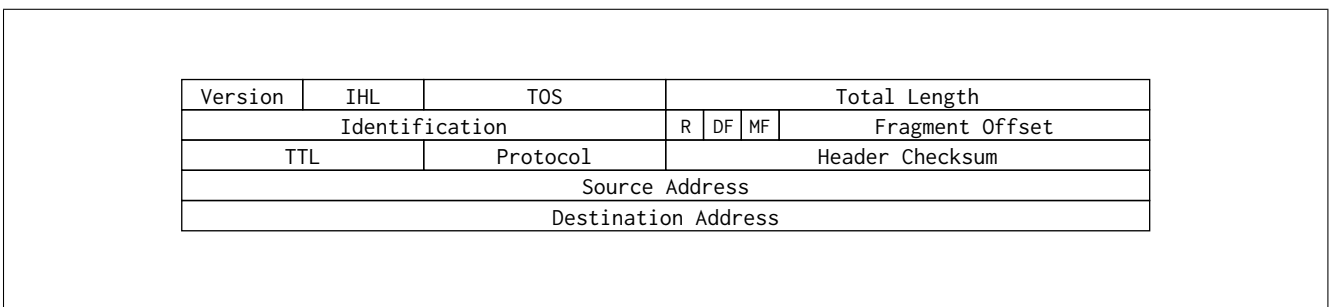 Version IHL TOS Total Length
Identification R DF MF Fragment Offset
TTL Protocol Header Checksum
Source Address
Destination Address